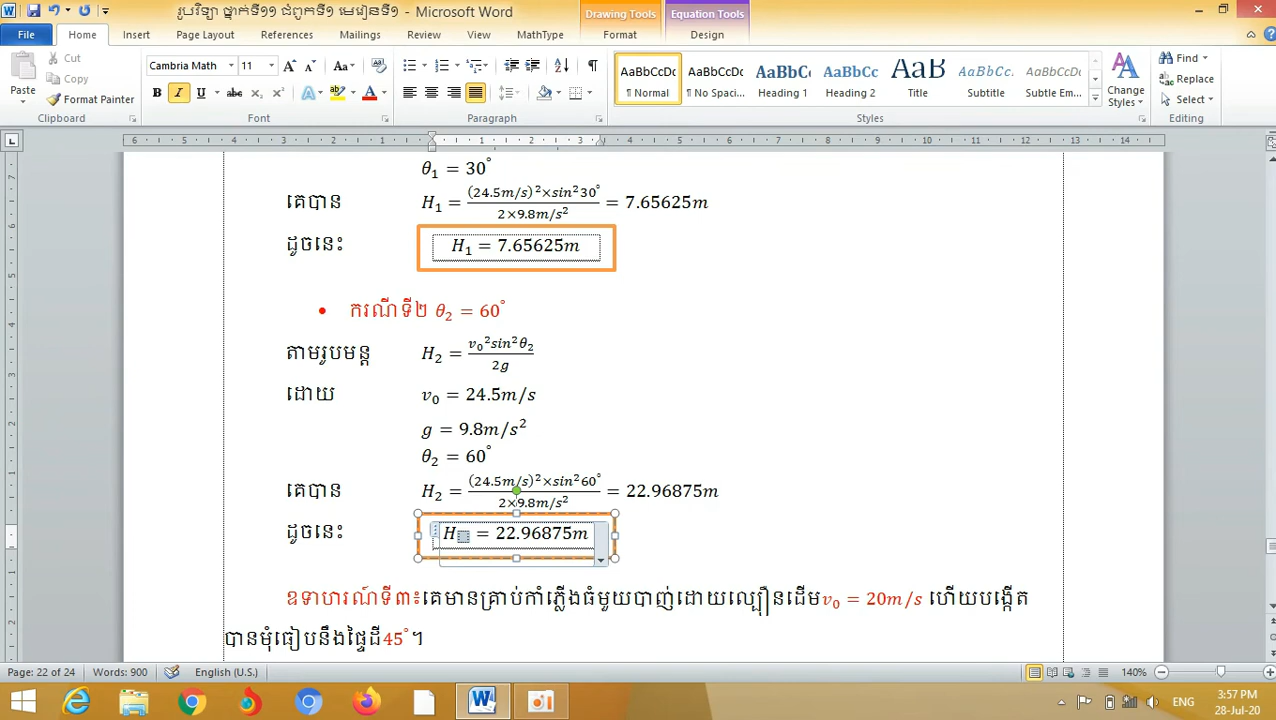 រូបវិទ្យា ថ្នាក់ទី១១ ជំពូកទី១ មេរៀនទី១ - Microsoft Word
Drawing Tools
Equation Tools
File Home Insert Page Layout References Mailings Review View MathType Format Design
Paste
Cut
Copy
Format Painter
Clipboard
Cambria Math 11
Font
Paragraph
AaBbCcDc AaBbCcDc AaBbCc AaBbCc AaB AaBbCc. AaBbCcDc
¶ Normal ¶ No Spaci... Heading 1 Heading 2 Title Subtitle Subtle Em...
Change Styles
Styles
Find
Replace
Select
Editing
θ₁ = 30°
គេបាន H₁ = (24.5m/s)²×sin²30° / 2×9.8m/s² = 7.65625m
ដូចនេះ H₁ = 7.65625m
• ករណីទី២ θ₂ = 60°
តាមរូបមន្ត H₂ = v₀²sin²θ₂ / 2g
ដោយ v₀ = 24.5m/s
g = 9.8m/s²
θ₂ = 60°
គេបាន H₂ = (24.5m/s)²×sin²60° / 2×9.8m/s² = 22.96875m
ដូចនេះ H = 22.96875m
ឧទាហរណ៍ទី៣៖គេមានគ្រាប់កាំភ្លើងធំមួយបាញ់ដោយល្បឿនដើមv₀ = 20m/s ហើយបង្កើត
បានមុំធៀបនឹងផ្ទៃដី45°។
Page: 22 of 24 Words: 900 English (U.S.) 140%
ENG 3:57 PM
28-Jul-20